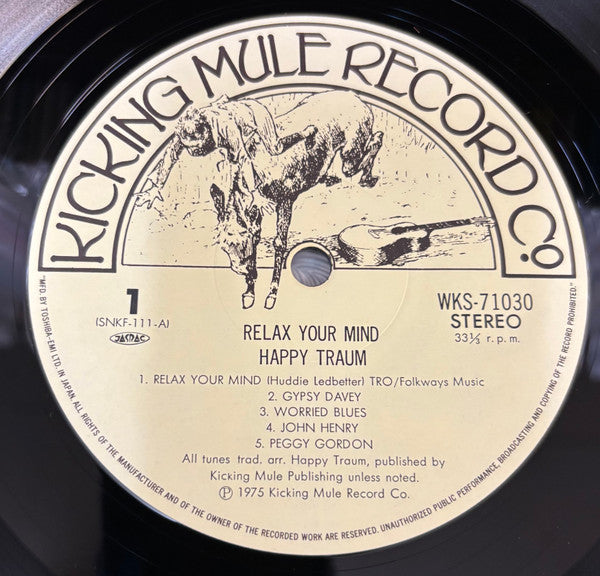 KICKING MULE RECORD Co.
1
(SNKF-111-A)
JASRAC
WKS-71030
STEREO
33⅓ r.p.m.
RELAX YOUR MIND
HAPPY TRAUM
1. RELAX YOUR MIND (Huddie Ledbetter) TRO/Folkways Music
2. GYPSY DAVEY
3. WORRIED BLUES
4. JOHN HENRY
5. PEGGY GORDON
All tunes trad. arr. Happy Traum, published by
Kicking Mule Publishing unless noted.
Ⓟ 1975 Kicking Mule Record Co.
"MFD. BY TOSHIBA-EMI LTD. IN JAPAN. ALL RIGHTS OF THE MANUFACTURER AND OF THE OWNER OF THE RECORDED WORK ARE RESERVED. UNAUTHORIZED PUBLIC PERFORMANCE, BROADCASTING AND COPYING OF THE RECORD PROHIBITED."